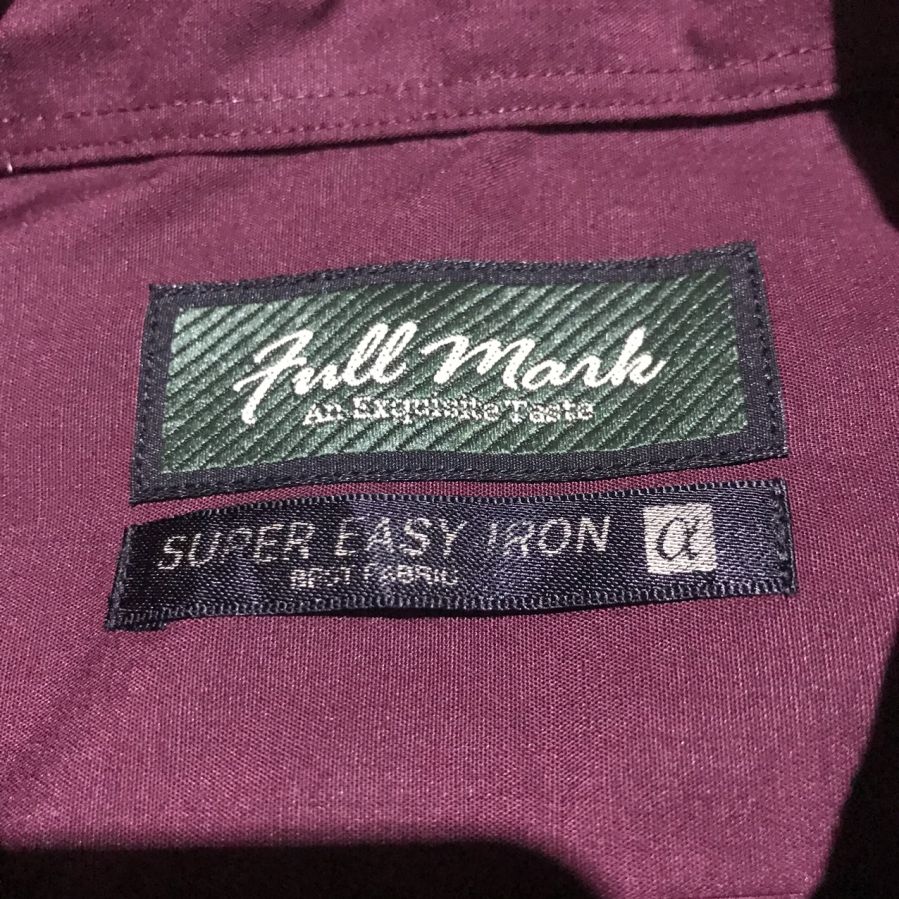 Full Mark
An Exquisite Taste
SUPER EASY IRON α
BEST FABRIC